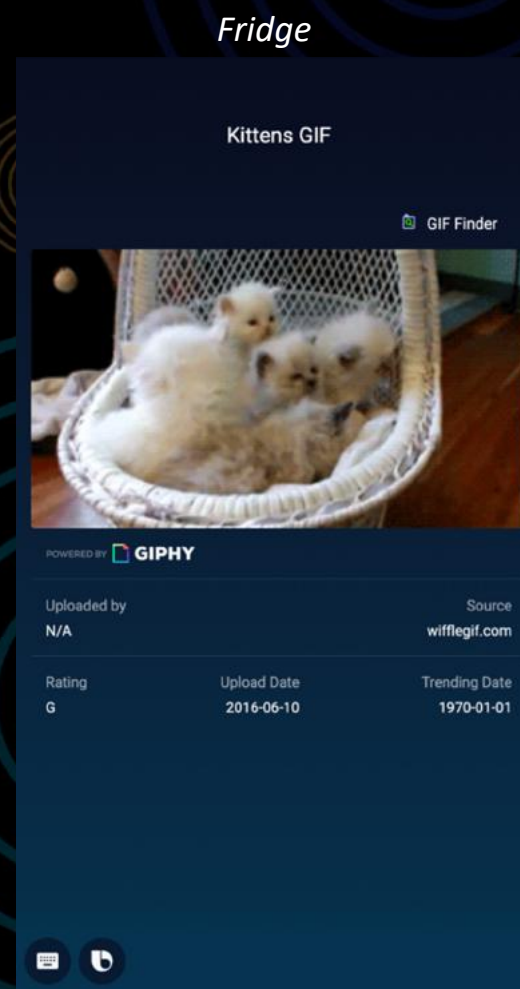 Fridge
Kittens GIF
GIF Finder
POWERED BY GIPHY
Uploaded by Source
N/A wifflegif.com
Rating Upload Date Trending Date
G 2016-06-10 1970-01-01